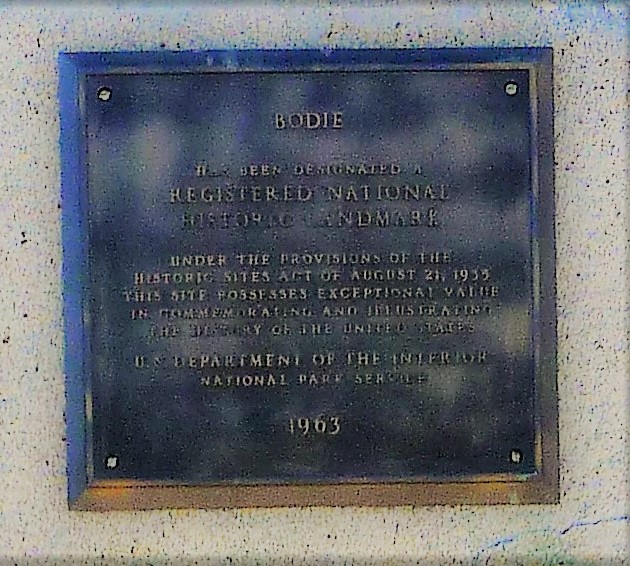 BODIE
HAS BEEN DESIGNATED A
REGISTERED NATIONAL
HISTORIC LANDMARK
UNDER THE PROVISIONS OF THE
HISTORIC SITES ACT OF AUGUST 21, 1935
THIS SITE POSSESSES EXCEPTIONAL VALUE
IN COMMEMORATING AND ILLUSTRATING
THE HISTORY OF THE UNITED STATES
U.S. DEPARTMENT OF THE INTERIOR
NATIONAL PARK SERVICE
1963